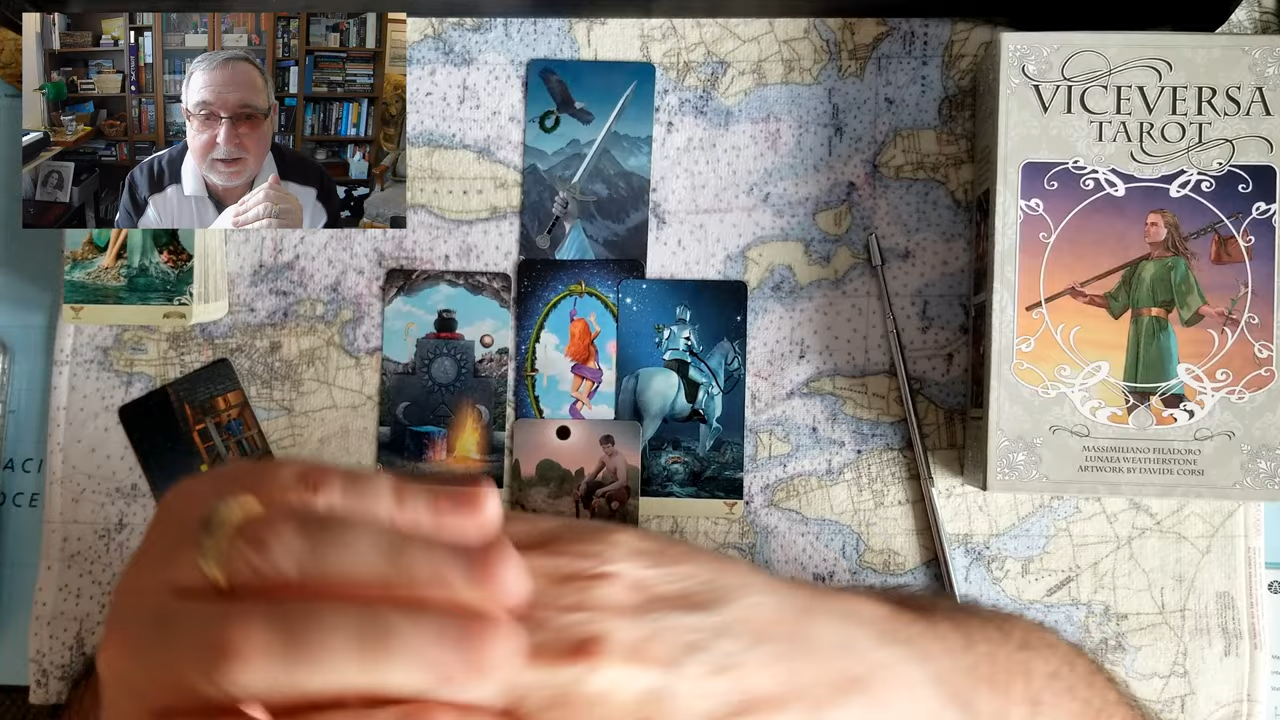 VICEVERSA
TAROT
MASSIMILIANO FILADORO
LUNAEA WEATHERSTONE
ARTWORK BY DAVIDE CORSI
ACI
OCE